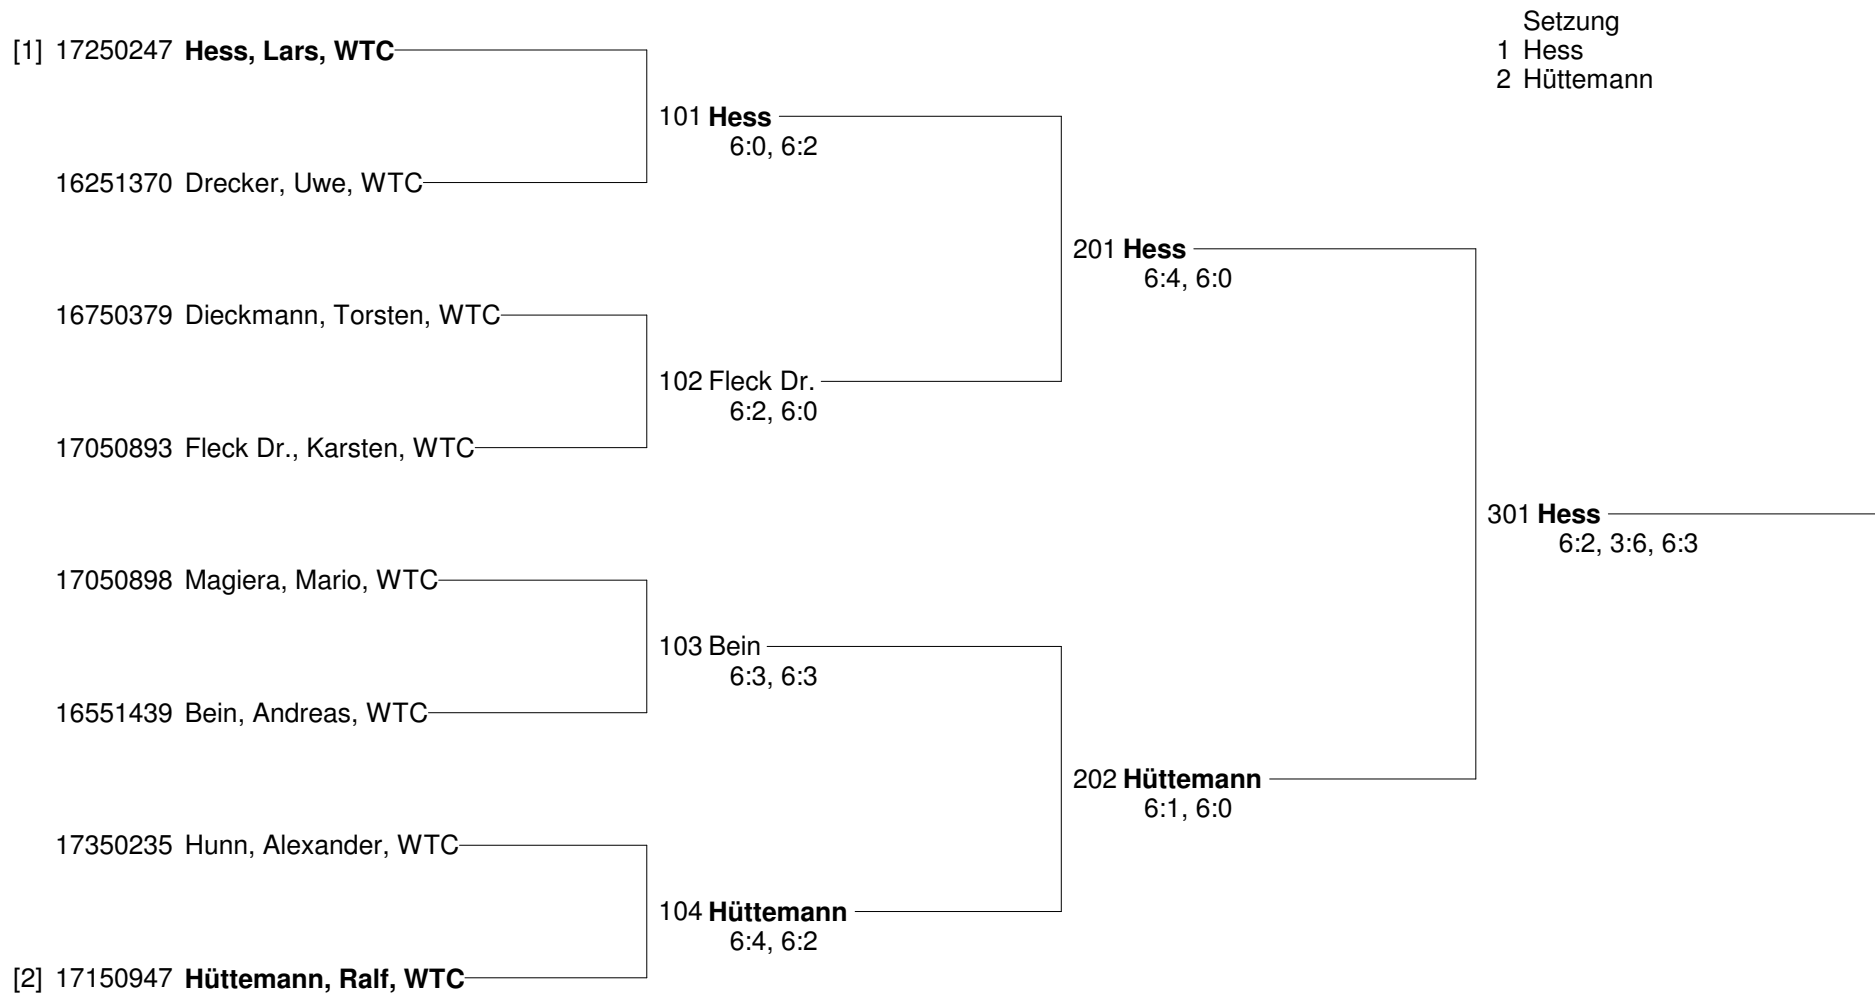 Setzung
1 Hess
2 Hüttemann
[1] 17250247 Hess, Lars, WTC
101 Hess
6:0, 6:2
16251370 Drecker, Uwe, WTC
201 Hess
6:4, 6:0
16750379 Dieckmann, Torsten, WTC
102 Fleck Dr.
6:2, 6:0
17050893 Fleck Dr., Karsten, WTC
301 Hess
6:2, 3:6, 6:3
17050898 Magiera, Mario, WTC
103 Bein
6:3, 6:3
16551439 Bein, Andreas, WTC
202 Hüttemann
6:1, 6:0
17350235 Hunn, Alexander, WTC
104 Hüttemann
6:4, 6:2
[2] 17150947 Hüttemann, Ralf, WTC